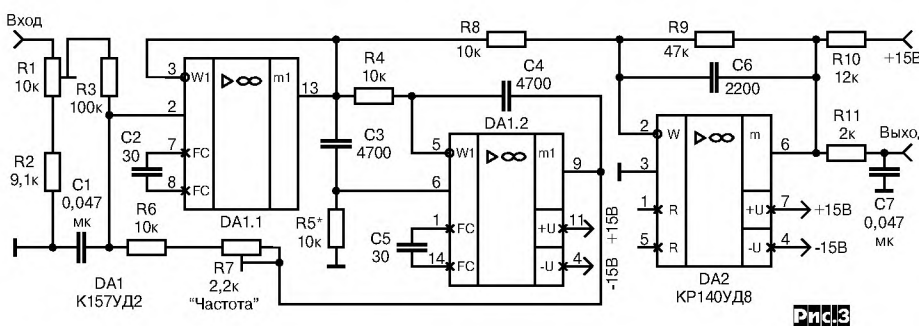 Вход
R1
10к
R3
100к
R2
9,1к
C1
0,047
мк
C2
30
3
2
7
8
W1
FC
FC
▷∞
m1
13
DA1.1
R4
10к
R8
10к
C3
4700
C4
4700
DA1.2
R5*
10к
C5
30
5
6
1
14
W1
FC
FC
▷∞
m1
9
+U
11
-U
4
+15В
-15В
R6
10к
R7
2,2к
"Частота"
DA1
К157УД2
R9
47к
C6
2200
R10
12к
+15В
R11
2к
Выход
C7
0,047
мк
2
3
1
5
W
R
R
▷∞
m
6
+U
7
+15В
-U
4
-15В
DA2
КР140УД8
Рис.3